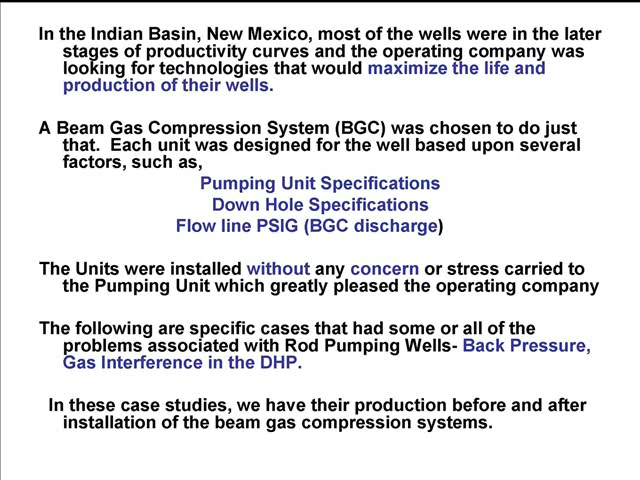 In the Indian Basin, New Mexico, most of the wells were in the later
stages of productivity curves and the operating company was
looking for technologies that would maximize the life and
production of their wells.
A Beam Gas Compression System (BGC) was chosen to do just
that. Each unit was designed for the well based upon several
factors, such as,
Pumping Unit Specifications
Down Hole Specifications
Flow line PSIG (BGC discharge)
The Units were installed without any concern or stress carried to
the Pumping Unit which greatly pleased the operating company
The following are specific cases that had some or all of the
problems associated with Rod Pumping Wells- Back Pressure,
Gas Interference in the DHP.
In these case studies, we have their production before and after
installation of the beam gas compression systems.